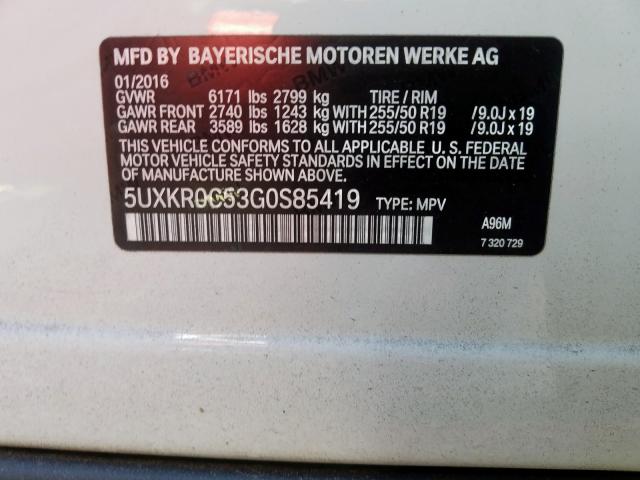 MFD BY BAYERISCHE MOTOREN WERKE AG
01/2016
GVWR 6171 lbs 2799 kg TIRE / RIM
GAWR FRONT 2740 lbs 1243 kg WITH 255/50 R19 /9.0J x 19
GAWR REAR 3589 lbs 1628 kg WITH 255/50 R19 /9.0J x 19
THIS VEHICLE CONFORMS TO ALL APPLICABLE U. S. FEDERAL
MOTOR VEHICLE SAFETY STANDARDS IN EFFECT ON THE DATE
OF MANUFACTURE SHOWN ABOVE.
5UXKR0C53G0S85419 TYPE: MPV
A96M
7 320 729